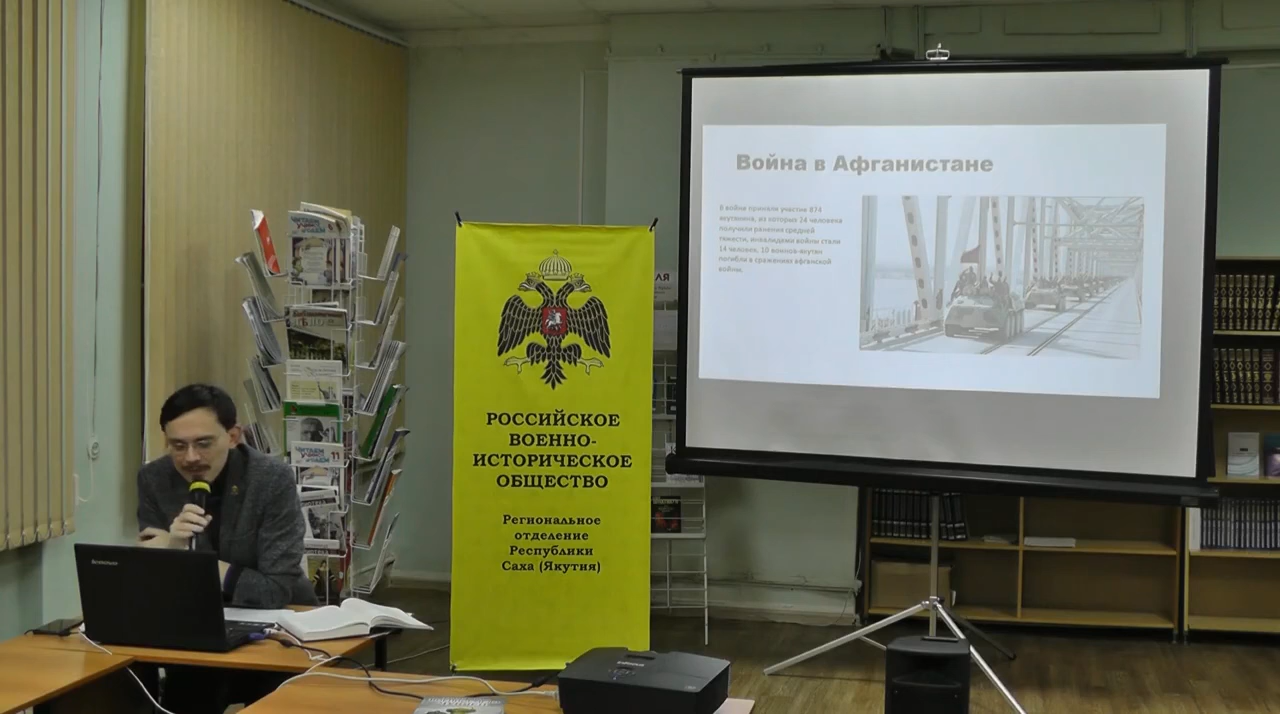 Война в Афганистане
В войне приняли участие 874
якутянина, из которых 24 человека
получили ранения средней
тяжести, инвалидами войны стали
14 человек, 10 воинов-якутян
погибли в сражениях афганской
войны.
РОССИЙСКОЕ
ВОЕННО-
ИСТОРИЧЕСКОЕ
ОБЩЕСТВО
Региональное
отделение
Республики
Саха (Якутия)